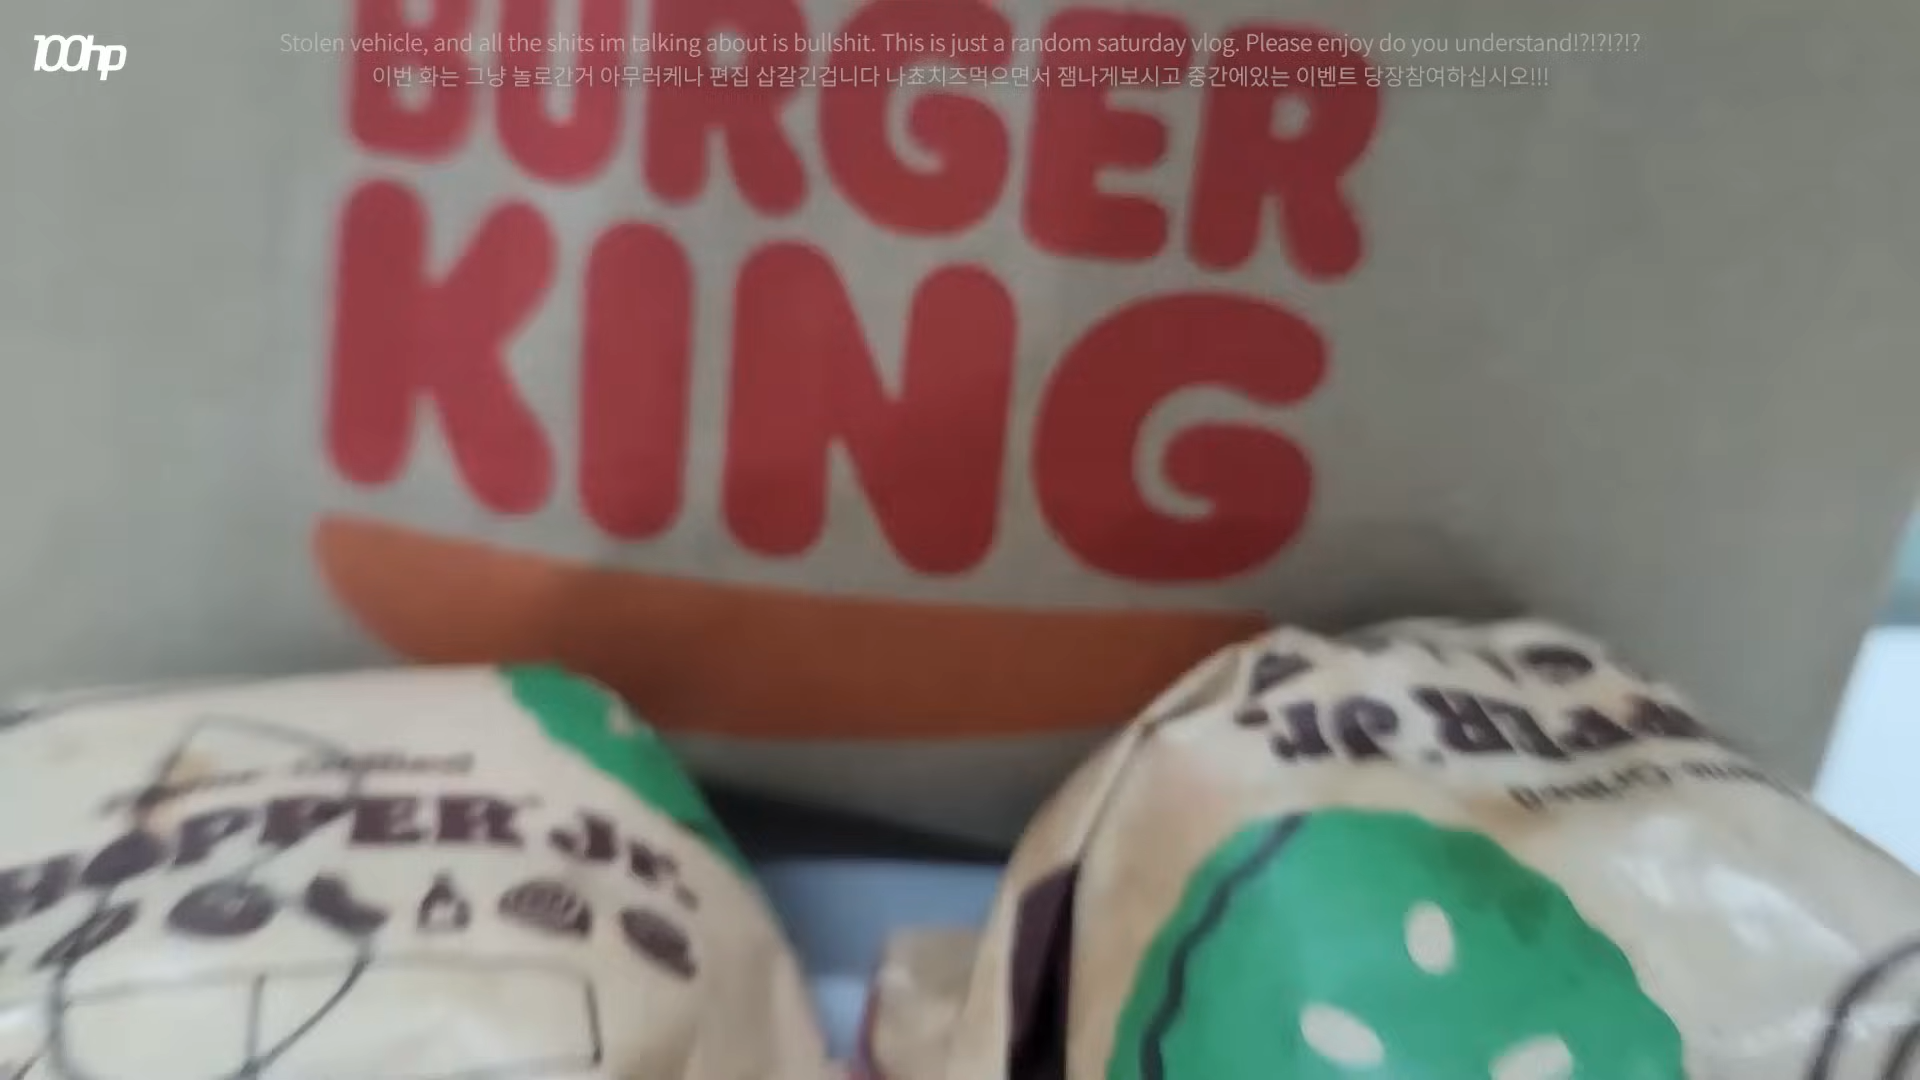 100hp
Stolen vehicle, and all the shits im talking about is bullshit. This is just a random saturday vlog. Please enjoy do you understand!?!?!?!?
이번 화는 그냥 놀로간거 아무러케나 편집 삽갈긴겁니다 나쵸치즈먹으면서 잼나게보시고 중간에있는 이벤트 당장참여하십시오!!!
BURGER
KING
PPER Jr.
HOPPER Jr.